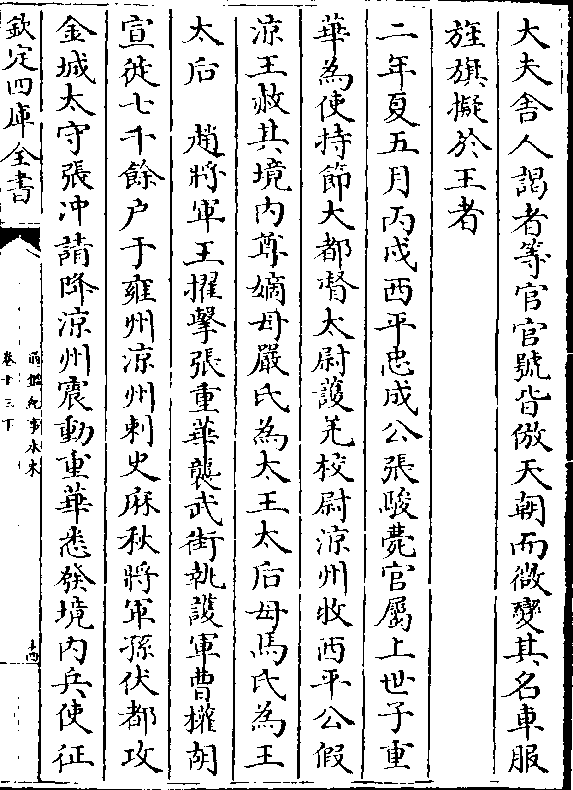 大夫舍人謁者等官官號皆倣天朝而微變其名車服
旌旗擬於王者
二年夏五月丙戌西平忠成公張駿薨官屬上世子重
華為使持節大都督太尉護羌校尉涼州牧西平公假
涼王赦其境内尊嫡母嚴氏為太王太后母馬氏為王
太后　趙將軍王擢擊張重華襲武街執護軍曹權胡
宣徙七千餘户于雍州涼州刺史麻秋將軍孫伏都攻
金城太守張冲請降涼州震動重華悉發境内兵使征
欽定四庫全書
通鑑紀事本末
卷十三下
十四